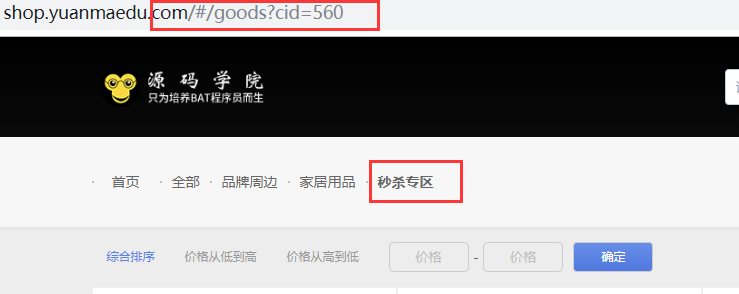 shop.yuanmaedu.com/#/goods?cid=560
源码学院
只为培养BAT程序员而生
· 首页 · 全部 · 品牌周边 · 家居用品 · 秒杀专区
综合排序 价格从低到高 价格从高到低 价格 - 价格 确定